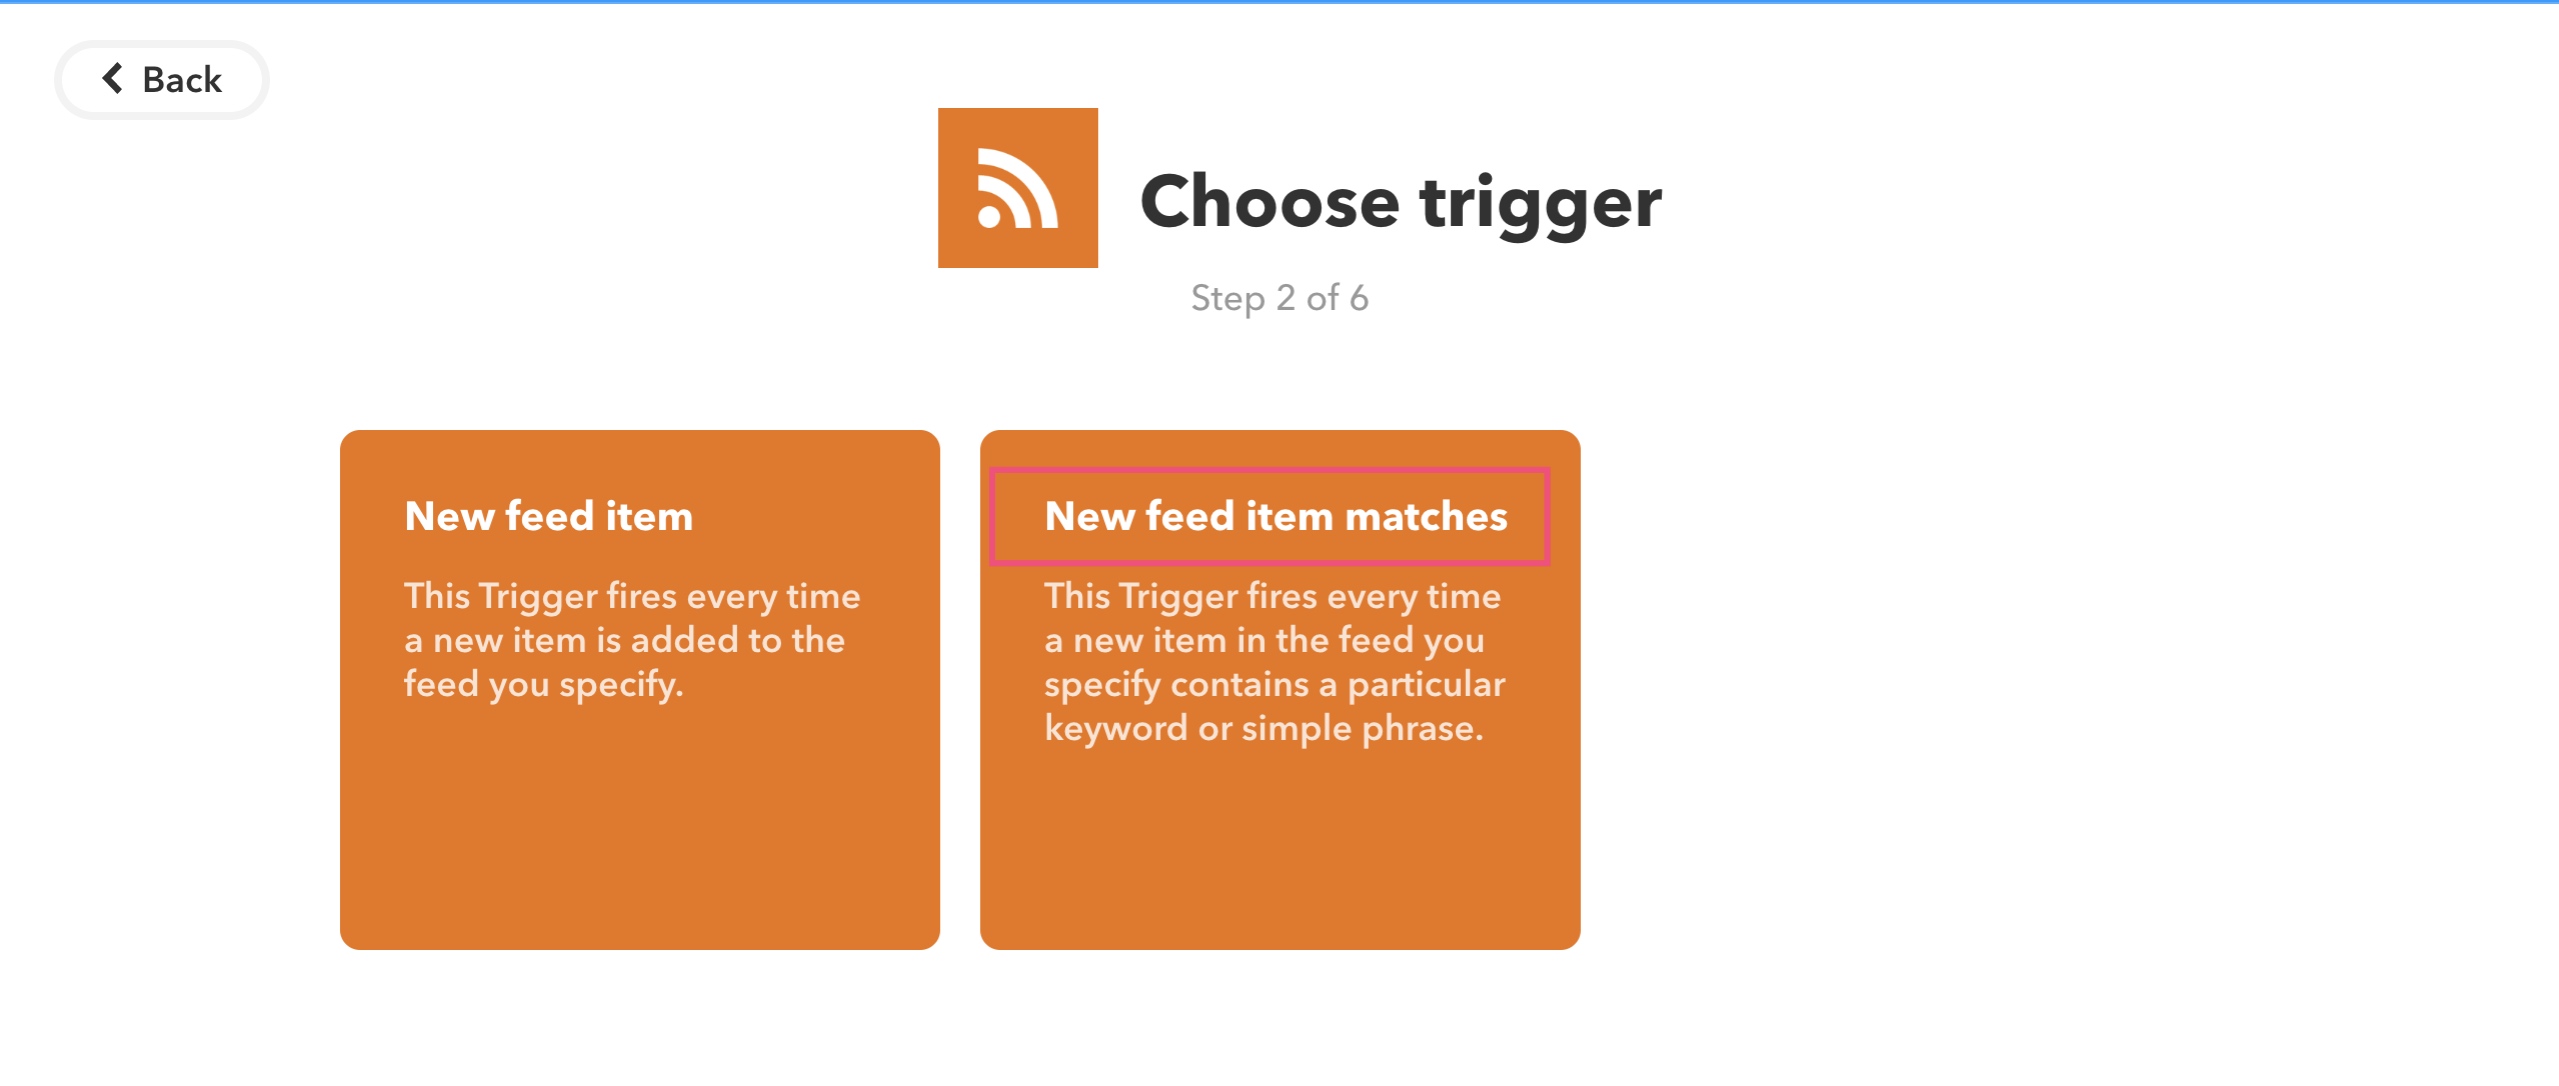 Back
Choose trigger
Step 2 of 6
New feed item
This Trigger fires every time
a new item is added to the
feed you specify.
New feed item matches
This Trigger fires every time
a new item in the feed you
specify contains a particular
keyword or simple phrase.